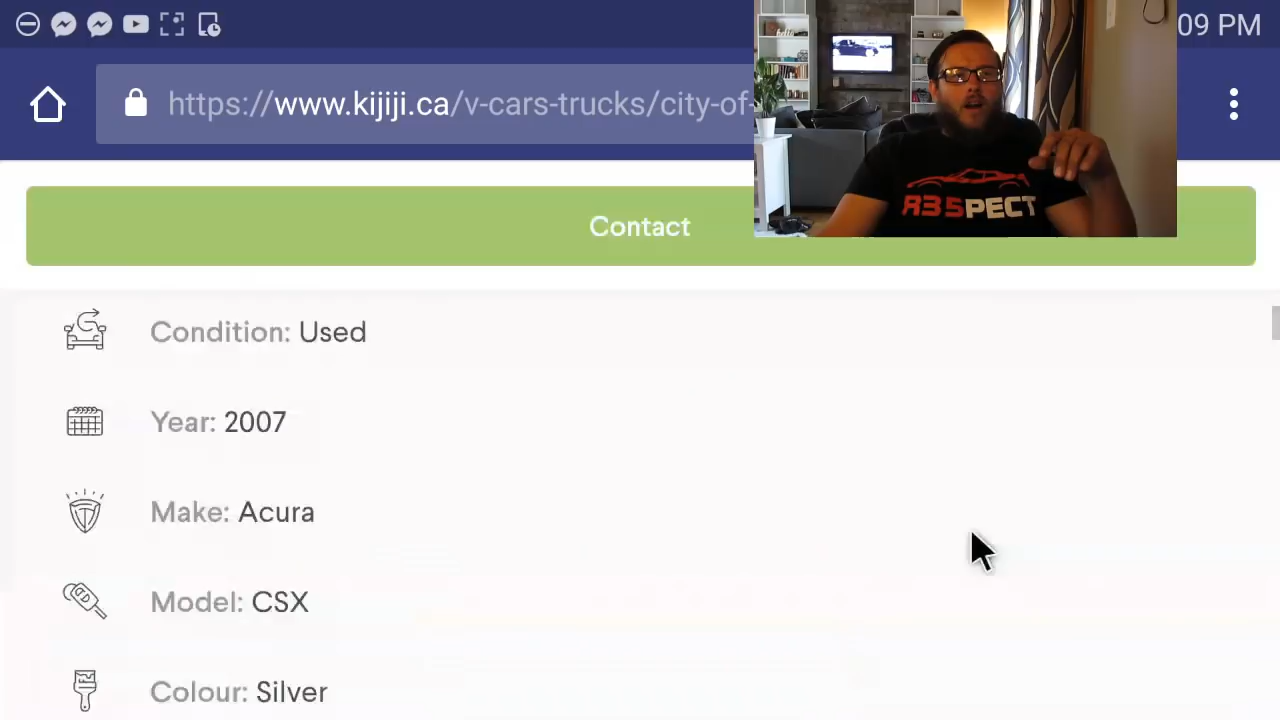 09 PM
https://www.kijiji.ca/v-cars-trucks/city-of-
Contact
ЯƎ5PECT
Condition: Used
Year: 2007
Make: Acura
Model: CSX
Colour: Silver